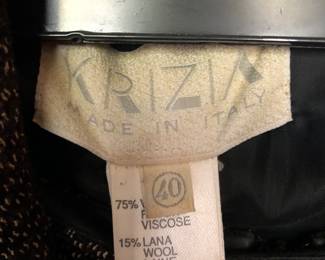 KRIZIA
MADE IN ITALY
40
75%
VISCOSE
15% LANA
WOOL